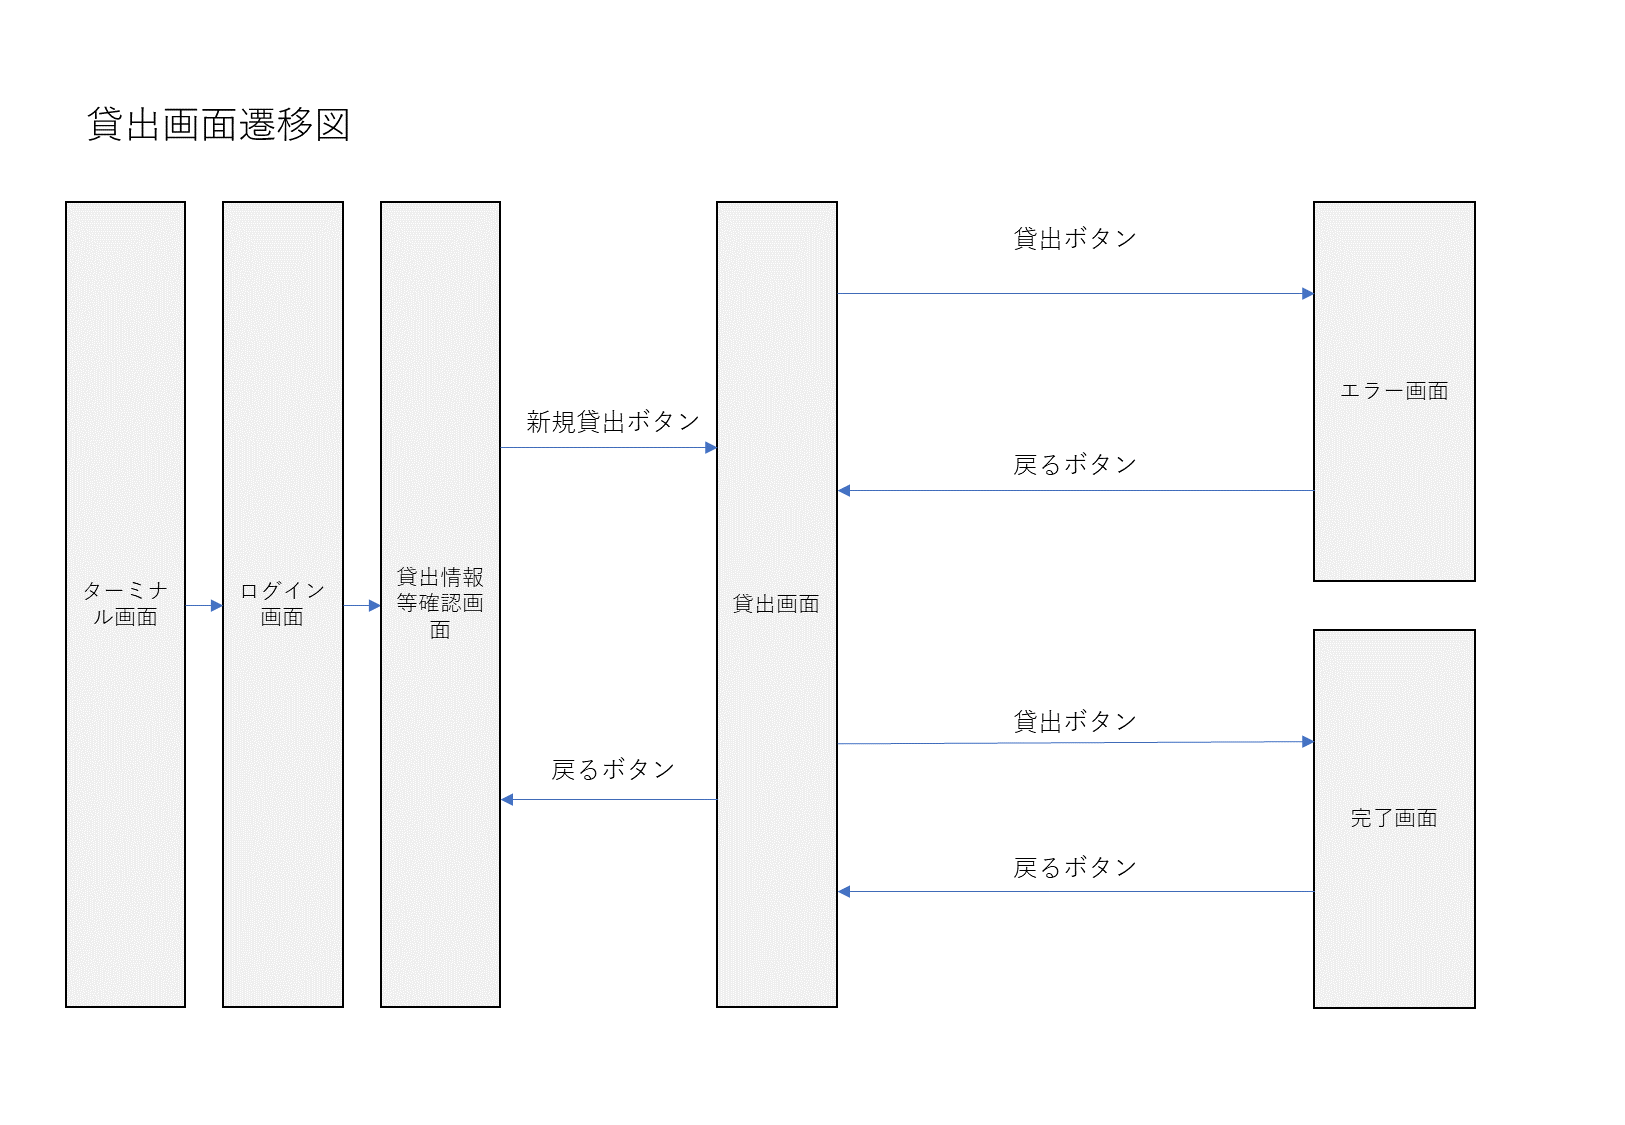 貸出画面遷移図
ターミナ
ル画面
ログイン
画面
貸出情報
等確認画
面
新規貸出ボタン
戻るボタン
貸出画面
貸出ボタン
戻るボタン
エラー画面
貸出ボタン
戻るボタン
完了画面